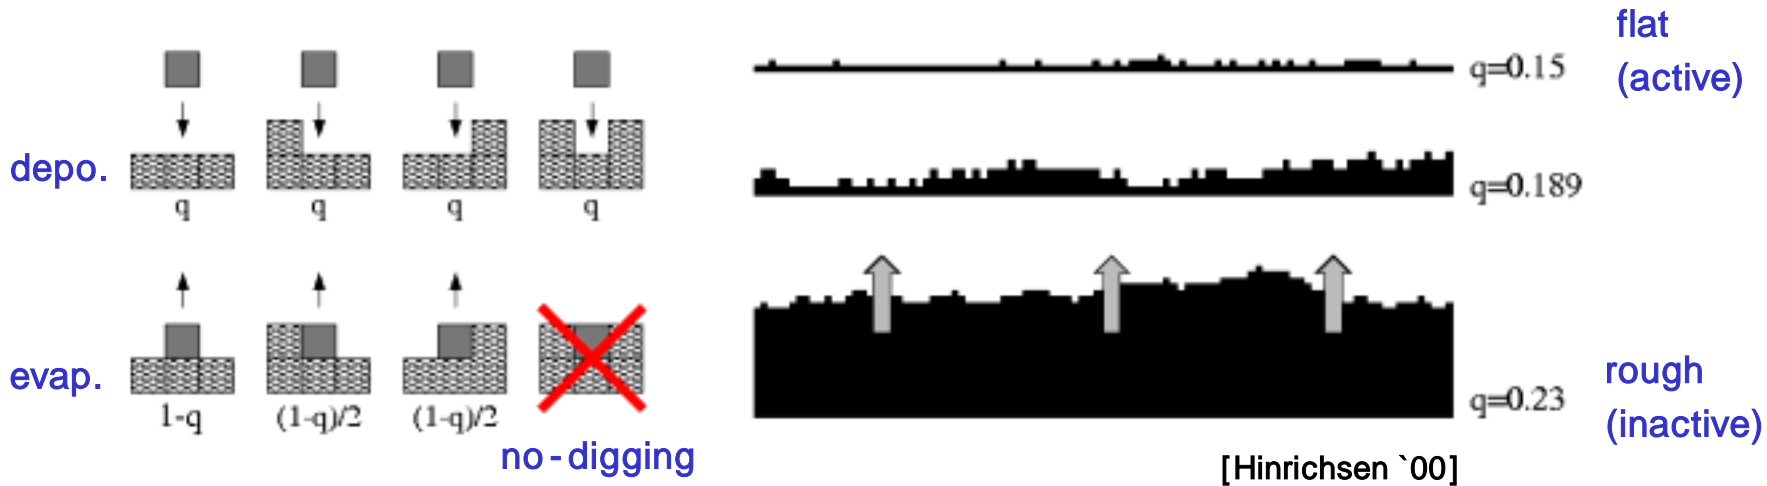 depo.
q q q q
evap.
1-q (1-q)/2 (1-q)/2
no-digging
q=0.15
flat
(active)
q=0.189
q=0.23
rough
(inactive)
[Hinrichsen `00]